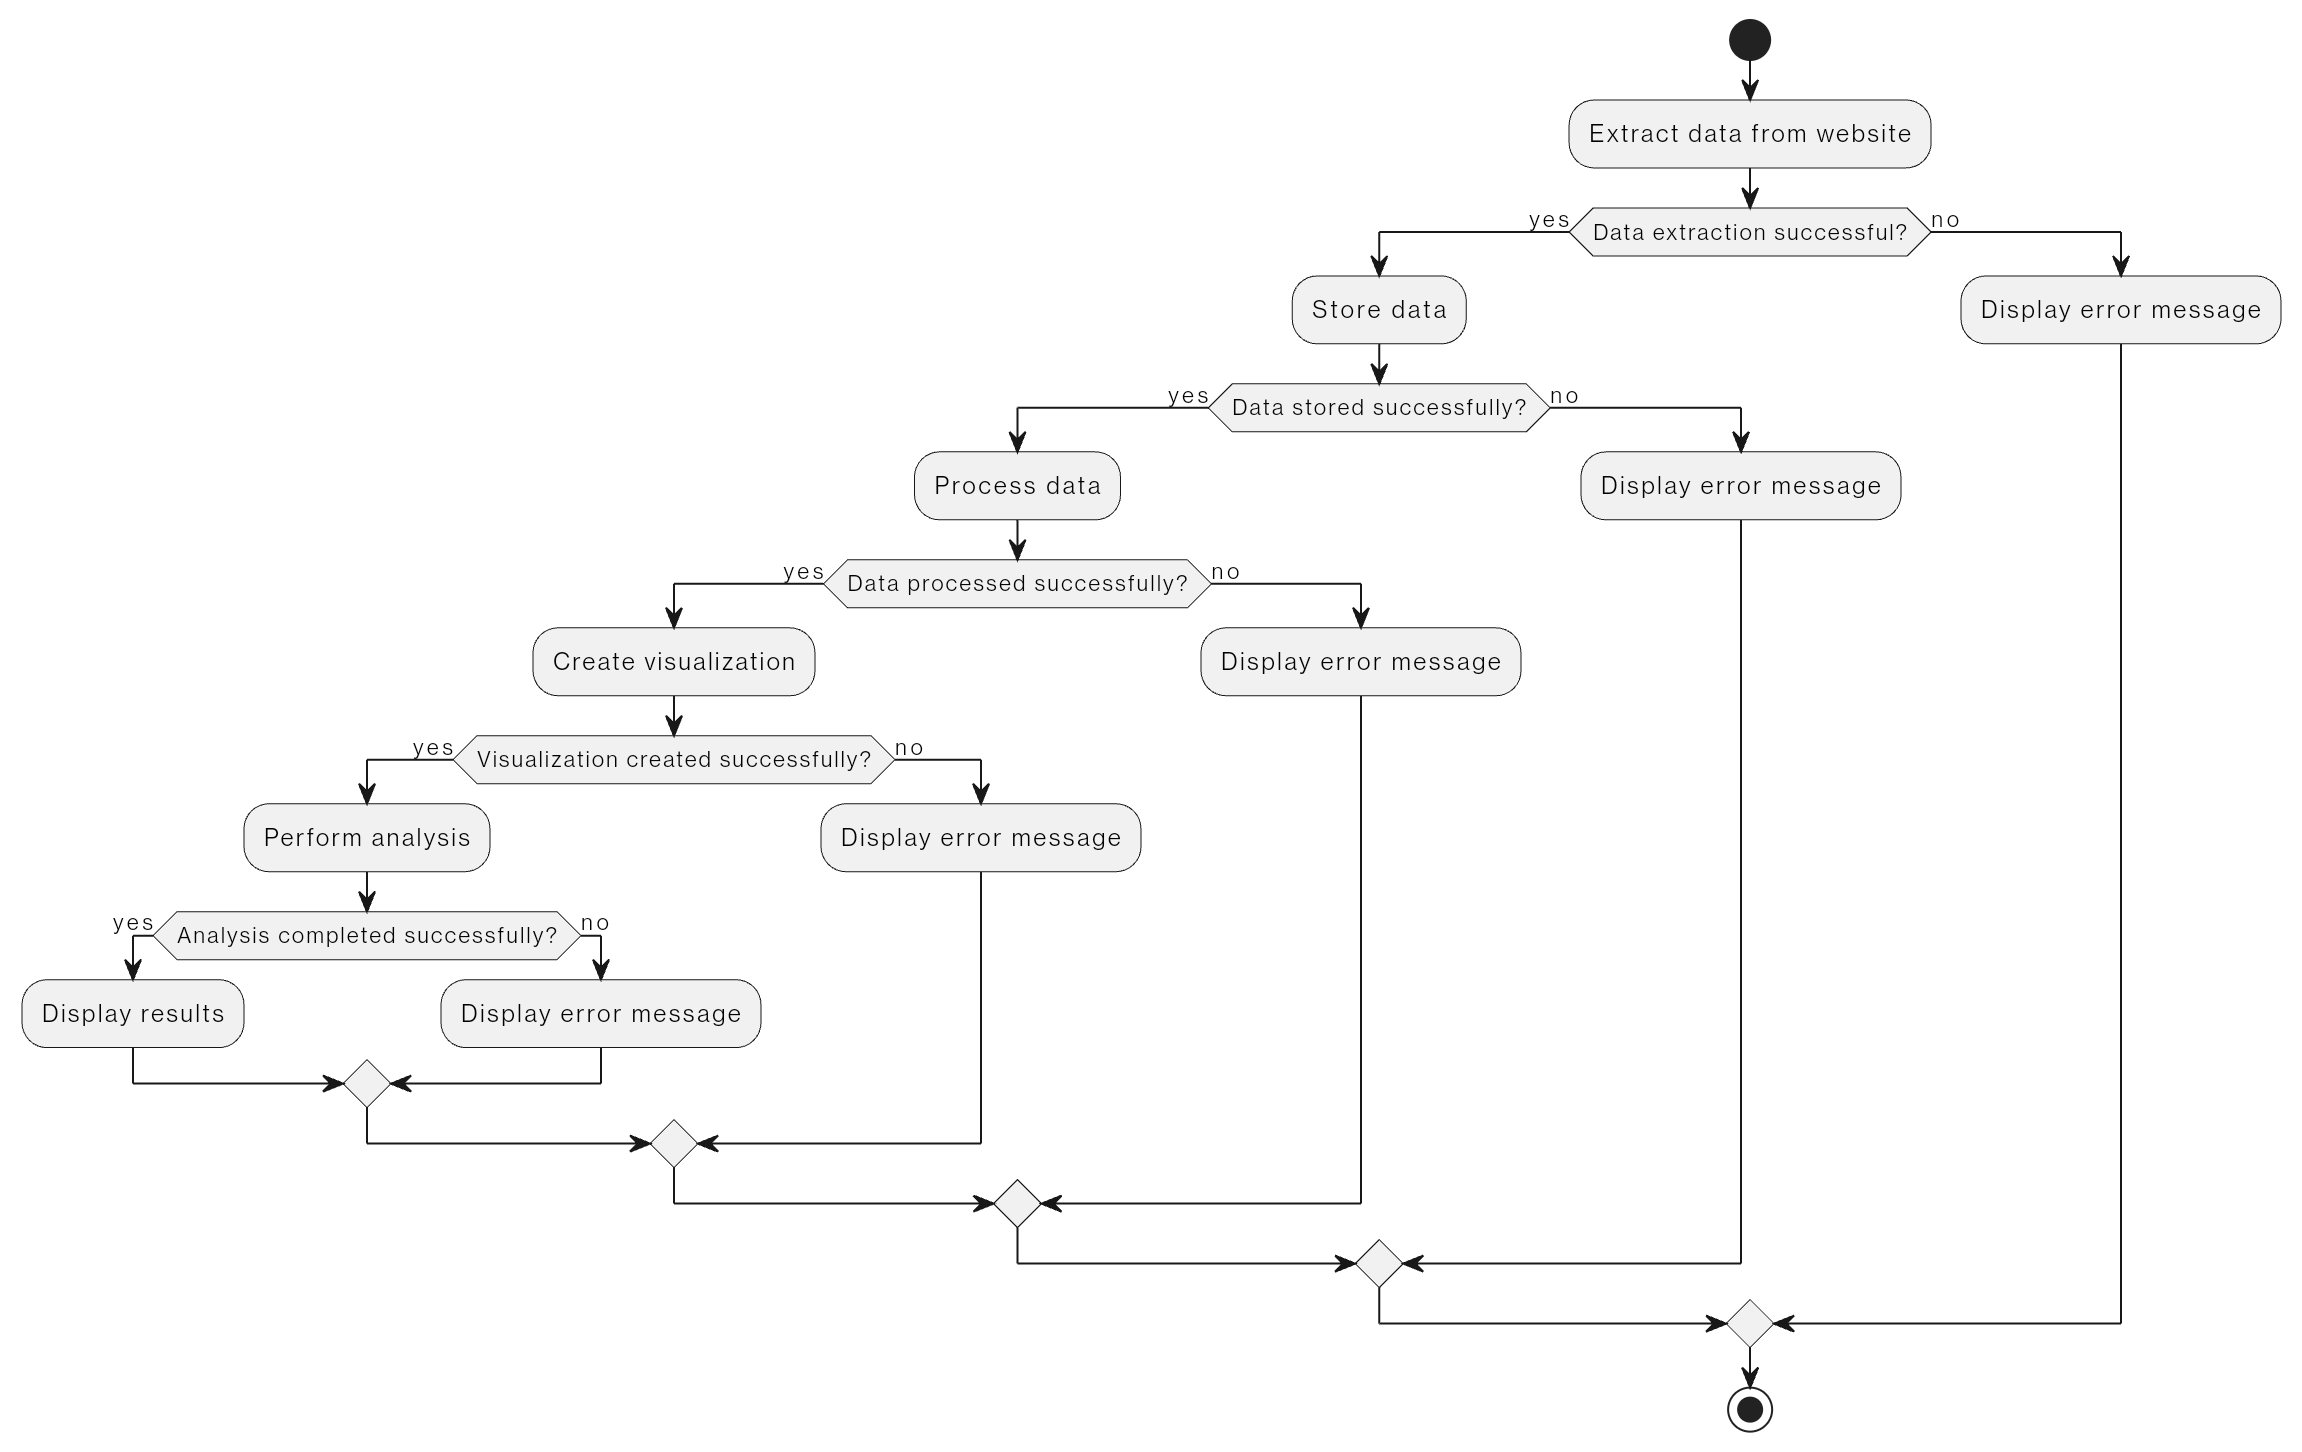 Extract data from website
yes
Data extraction successful?
no
Store data
Display error message
yes
Data stored successfully?
no
Process data
Display error message
yes
Data processed successfully?
no
Create visualization
Display error message
yes
Visualization created successfully?
no
Perform analysis
Display error message
yes
Analysis completed successfully?
no
Display results
Display error message